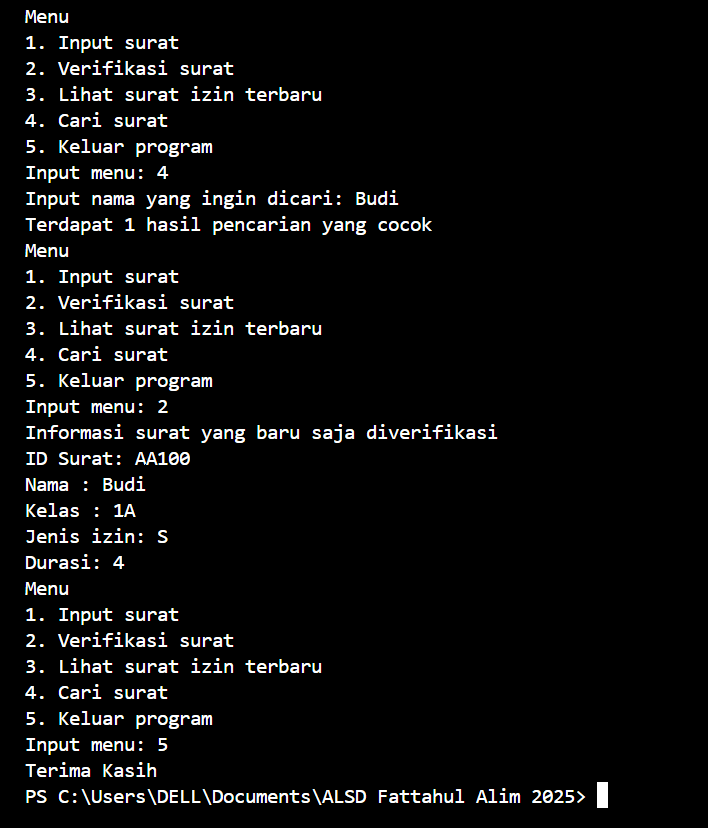 Menu
1. Input surat
2. Verifikasi surat
3. Lihat surat izin terbaru
4. Cari surat
5. Keluar program
Input menu: 4
Input nama yang ingin dicari: Budi
Terdapat 1 hasil pencarian yang cocok
Menu
1. Input surat
2. Verifikasi surat
3. Lihat surat izin terbaru
4. Cari surat
5. Keluar program
Input menu: 2
Informasi surat yang baru saja diverifikasi
ID Surat: AA100
Nama : Budi
Kelas : 1A
Jenis izin: S
Durasi: 4
Menu
1. Input surat
2. Verifikasi surat
3. Lihat surat izin terbaru
4. Cari surat
5. Keluar program
Input menu: 5
Terima Kasih
PS C:\Users\DELL\Documents\ALSD Fattahul Alim 2025>